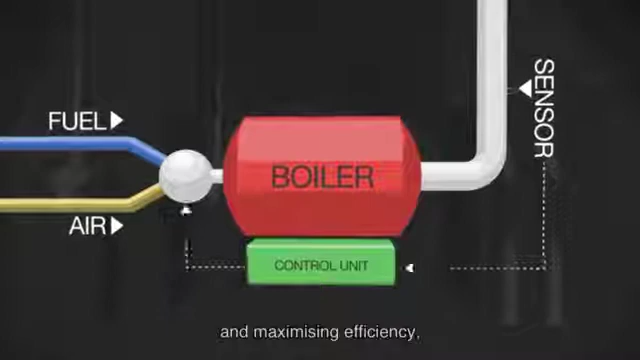 FUEL
SENSOR
BOILER
AIR
CONTROL UNIT
and maximising efficiency,